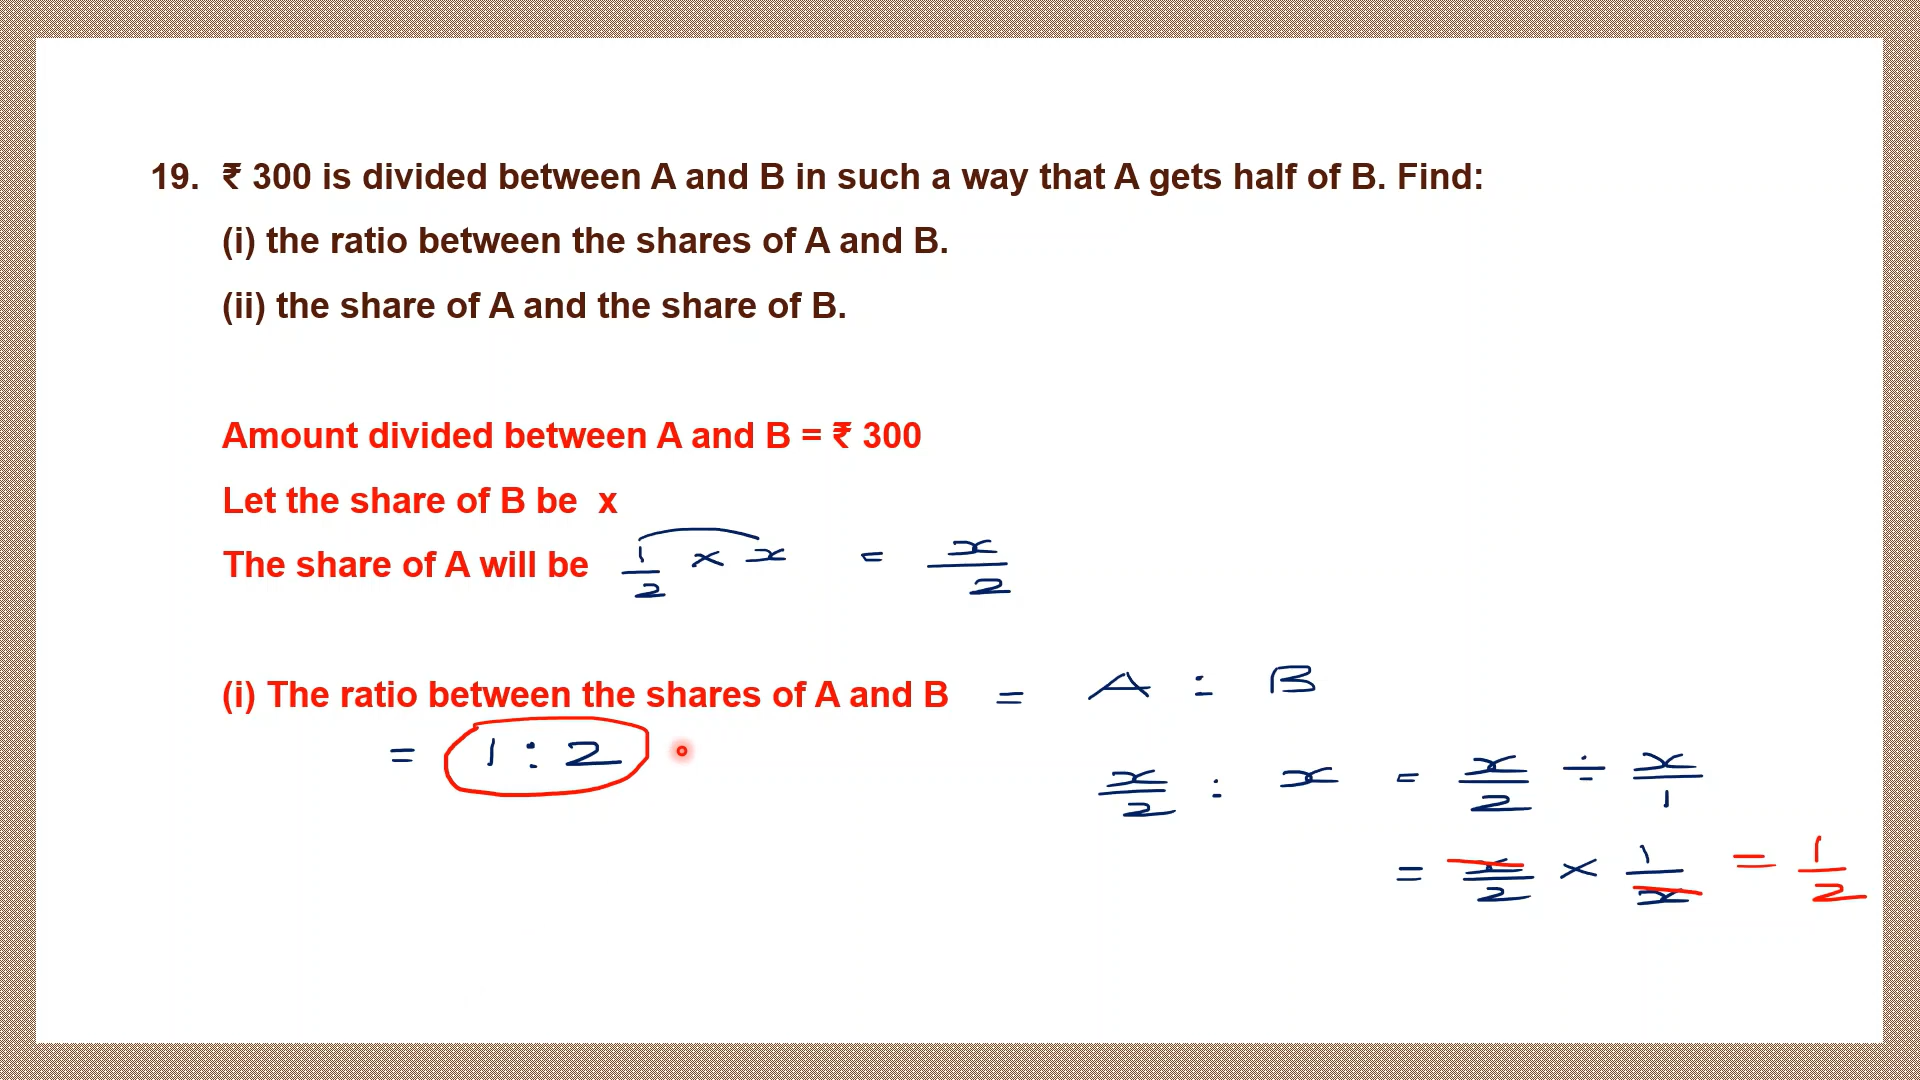 19. ₹ 300 is divided between A and B in such a way that A gets half of B. Find:
(i) the ratio between the shares of A and B.
(ii) the share of A and the share of B.
Amount divided between A and B = ₹ 300
Let the share of B be x
The share of A will be 1/2 × x = x/2
(i) The ratio between the shares of A and B = A : B
= 1 : 2
x/2 : x = x/2 ÷ x/1
= x/2 × 1/x = 1/2